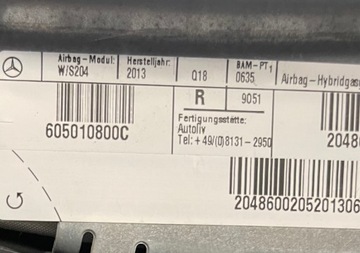 Airbag-Modul: Herstelljahr: BAM-PT1
W/S204 2013 Q18 0635 Airbag-Hybridgas
R 9051
605010800C
Fertigungsstätte:
Autoliv
Tel:+49/(0)8131-2950
2048
2048600205201306